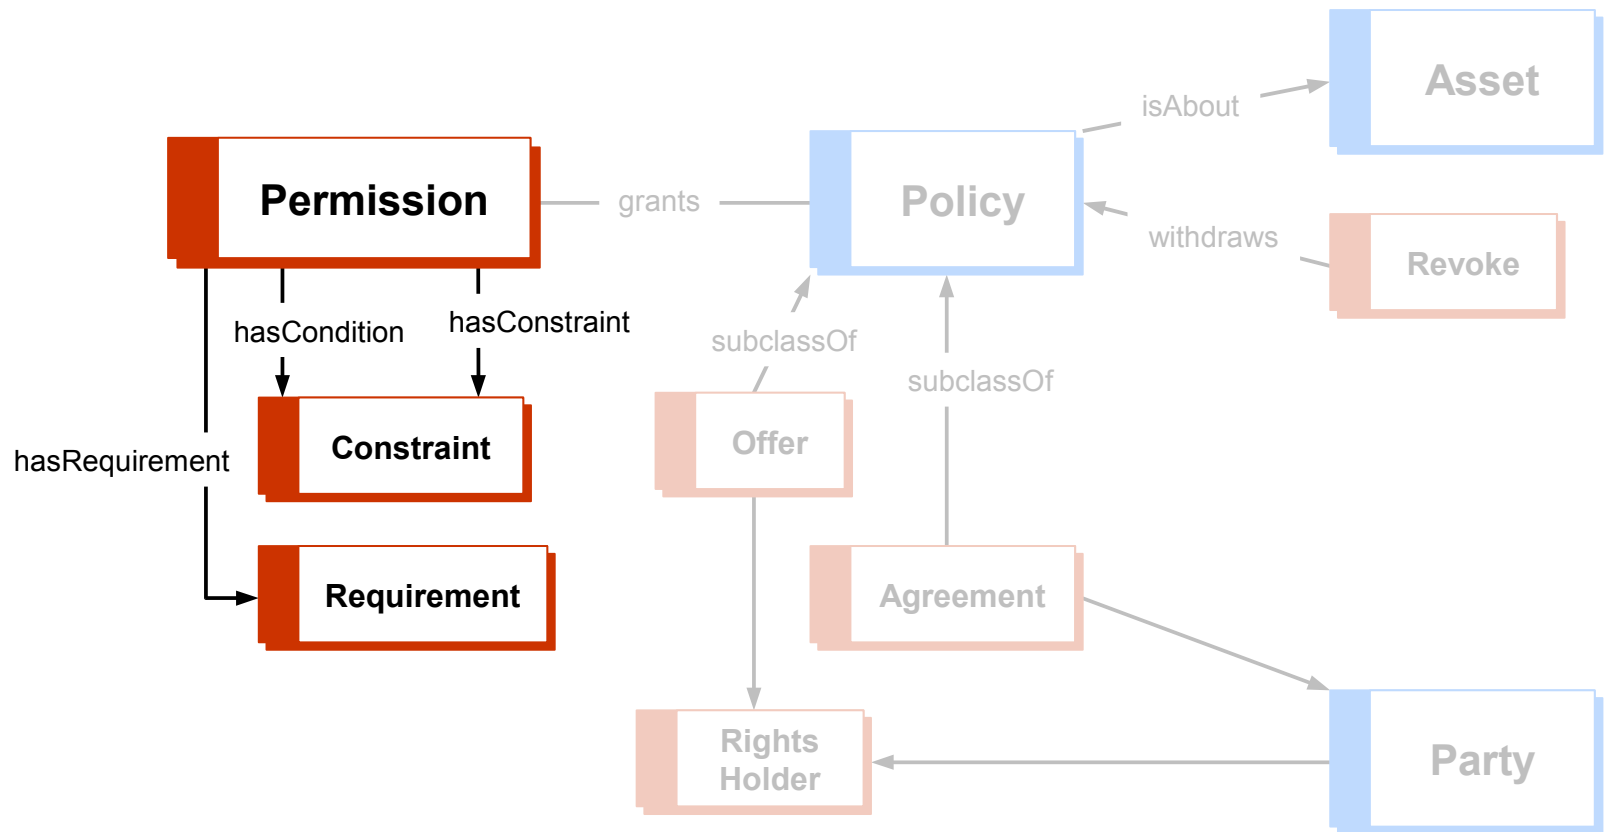 Asset
isAbout
Permission
grants
Policy
withdraws
Revoke
hasCondition
hasConstraint
subclassOf
subclassOf
Constraint
Offer
hasRequirement
Requirement
Agreement
Rights
Holder
Party